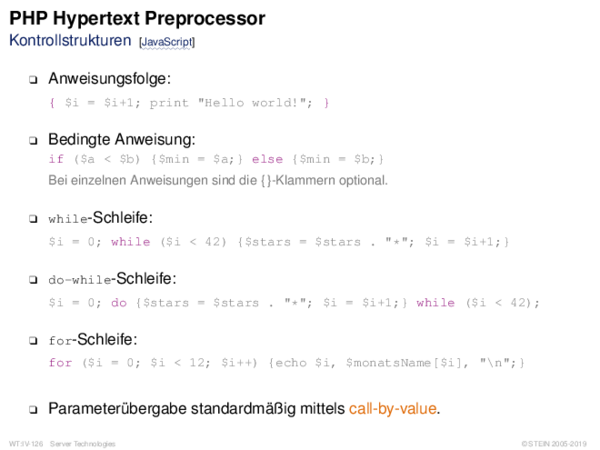 PHP Hypertext Preprocessor
Kontrollstrukturen [JavaScript]
❑ Anweisungsfolge:
{ $i = $i+1; print "Hello world!"; }
❑ Bedingte Anweisung:
if ($a < $b) {$min = $a;} else {$min = $b;}
Bei einzelnen Anweisungen sind die {}-Klammern optional.
❑ while-Schleife:
$i = 0; while ($i < 42) {$stars = $stars . "*"; $i = $i+1;}
❑ do-while-Schleife:
$i = 0; do {$stars = $stars . "*"; $i = $i+1;} while ($i < 42);
❑ for-Schleife:
for ($i = 0; $i < 12; $i++) {echo $i, $monatsName[$i], "\n";}
❑ Parameterübergabe standardmäßig mittels call-by-value.
WT:IV-126 Server Technologies © STEIN 2005-2019